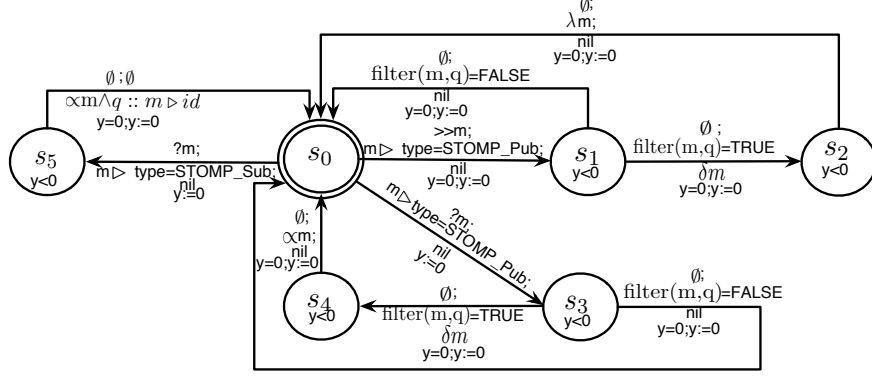 ∅;
λm;
nil
y=0;y:=0
∅;∅
∝m∧q :: m ▷ id
y=0;y:=0
∅;
filter(m,q)=FALSE
nil
y=0;y:=0
s₅
y<0
?m;
m▷ type=STOMP_Sub;
nil
y:=0
s₀
>>m;
m▷ type=STOMP_Pub;
nil
y=0;y:=0
s₁
y<0
∅ ;
filter(m,q)=TRUE
δm
y=0;y:=0
s₂
y<0
∅;
∝m;
nil
y=0;y:=0
?m;
m▷type=STOMP_Pub;
nil
y:=0
s₄
y<0
∅;
filter(m,q)=TRUE
δm
y=0;y:=0
s₃
y<0
∅;
filter(m,q)=FALSE
nil
y=0;y:=0